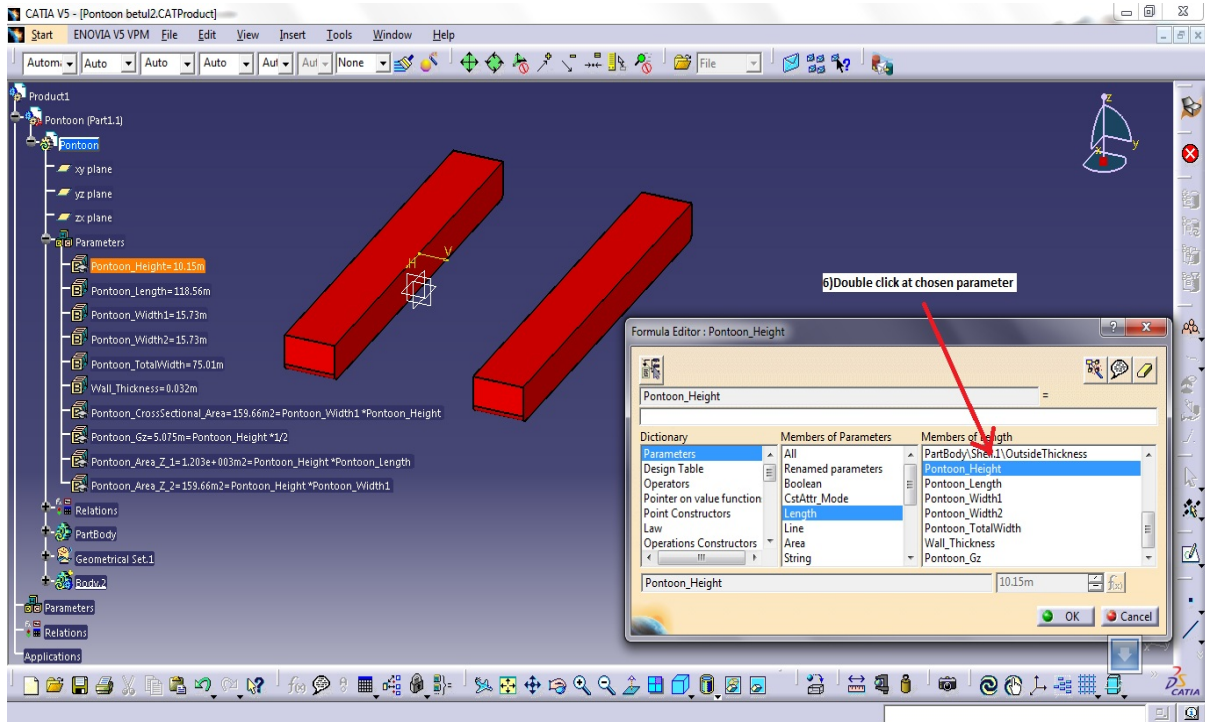 CATIA V5 - [Pontoon betul2.CATProduct]
Start ENOVIA V5 VPM File Edit View Insert Tools Window Help
Autom: Auto Auto Auto Aut Aut None File
Product1
Pontoon (Part1.1)
Pontoon
xy plane
yz plane
zx plane
Parameters
Pontoon_Height=10.15m
Pontoon_Length=118.56m
Pontoon_Width1=15.73m
Pontoon_Width2=15.73m
Pontoon_TotalWidth=75.01m
Wall_Thickness=0.032m
Pontoon_CrossSectional_Area=159.66m2=Pontoon_Width1 *Pontoon_Height
Pontoon_Gz=5.075m=Pontoon_Height *1/2
Pontoon_Area_Z_1=1.203e+003m2=Pontoon_Height *Pontoon_Length
Pontoon_Area_Z_2=159.66m2=Pontoon_Height *Pontoon_Width1
Relations
PartBody
Geometrical Set.1
Body.2
Parameters
Relations
Applications
H V
z
y
6)Double click at chosen parameter
Formula Editor : Pontoon_Height
Pontoon_Height =
Dictionary Members of Parameters Members of Length
Parameters All PartBody\Shell.1\OutsideThickness
Design Table Renamed parameters Pontoon_Height
Operators Boolean Pontoon_Length
Pointer on value function CstAttr_Mode Pontoon_Width1
Point Constructors Length Pontoon_Width2
Law Line Pontoon_TotalWidth
Operations Constructors Area Wall_Thickness
String Pontoon_Gz
Pontoon_Height 10.15m f(x)
OK Cancel
CATIA